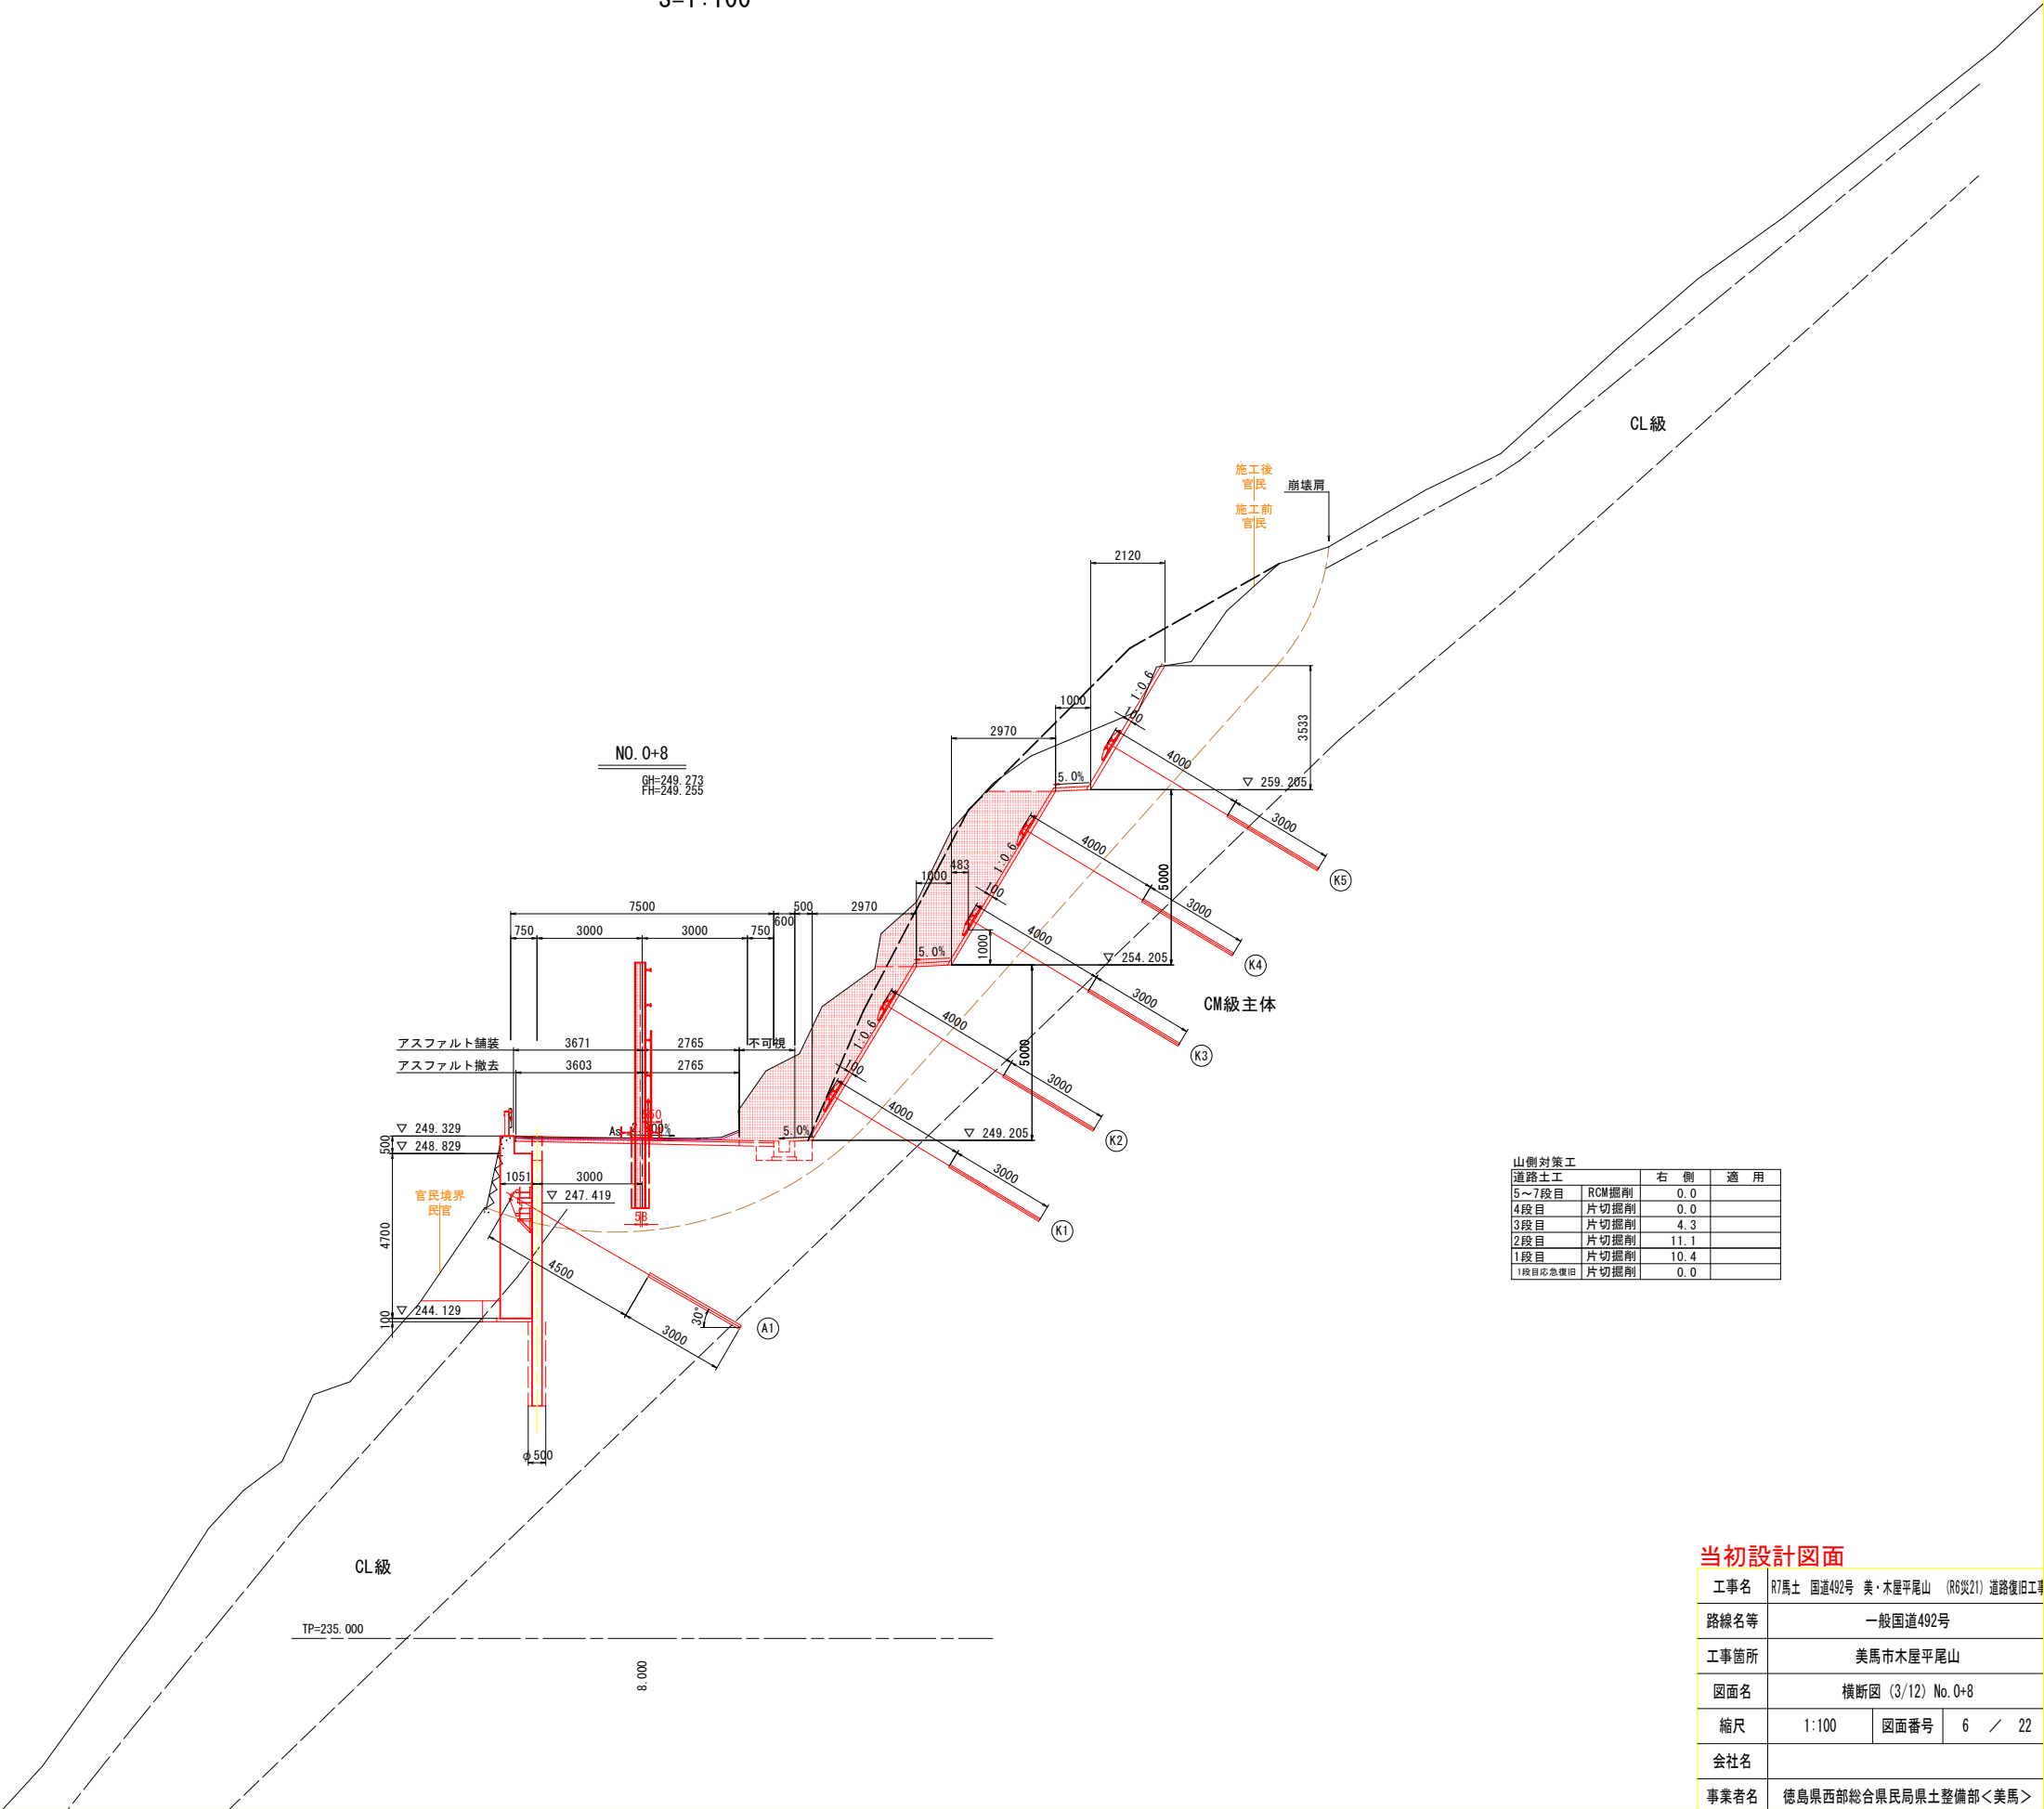 S=1:100
CL級
施工後
官民
崩壊肩
施工前
官民
2120
1:0.6
1000
100
3533
2970
4000
5.0%
▽ 259.205
3000
K5
NO.0+8
GH=249.273
FH=249.255
1:0.6
483
4000
5000
1000
100
3000
K4
7500
500
2970
600
750
3000
3000
750
4000
1000
5.0%
▽ 254.205
3000
CM級主体
K3
アスファルト舗装
3671
2765
不可視
1:0.6
4000
5000
アスファルト撤去
3603
2765
100
3000
K2
4000
▽ 249.329
As
5.0%
▽ 249.205
500
▽ 248.829
3000
K1
1051
3000
官民境界
民官
▽ 247.419
58
4700
4500
30°
3000
A1
▽ 244.129
100
φ500
CL級
TP=235.000
8.000
山側対策工
道路土工 右 側 適 用
5～7段目 RCM掘削 0.0
4段目 片切掘削 0.0
3段目 片切掘削 4.3
2段目 片切掘削 11.1
1段目 片切掘削 10.4
1段目応急復旧 片切掘削 0.0
当初設計図面
工事名 R7馬土 国道492号 美・木屋平尾山 (R6災21) 道路復旧工事
路線名等 一般国道492号
工事箇所 美馬市木屋平尾山
図面名 横断図 (3/12) No.0+8
縮尺 1:100 図面番号 6 ／ 22
会社名
事業者名 徳島県西部総合県民局県土整備部＜美馬＞